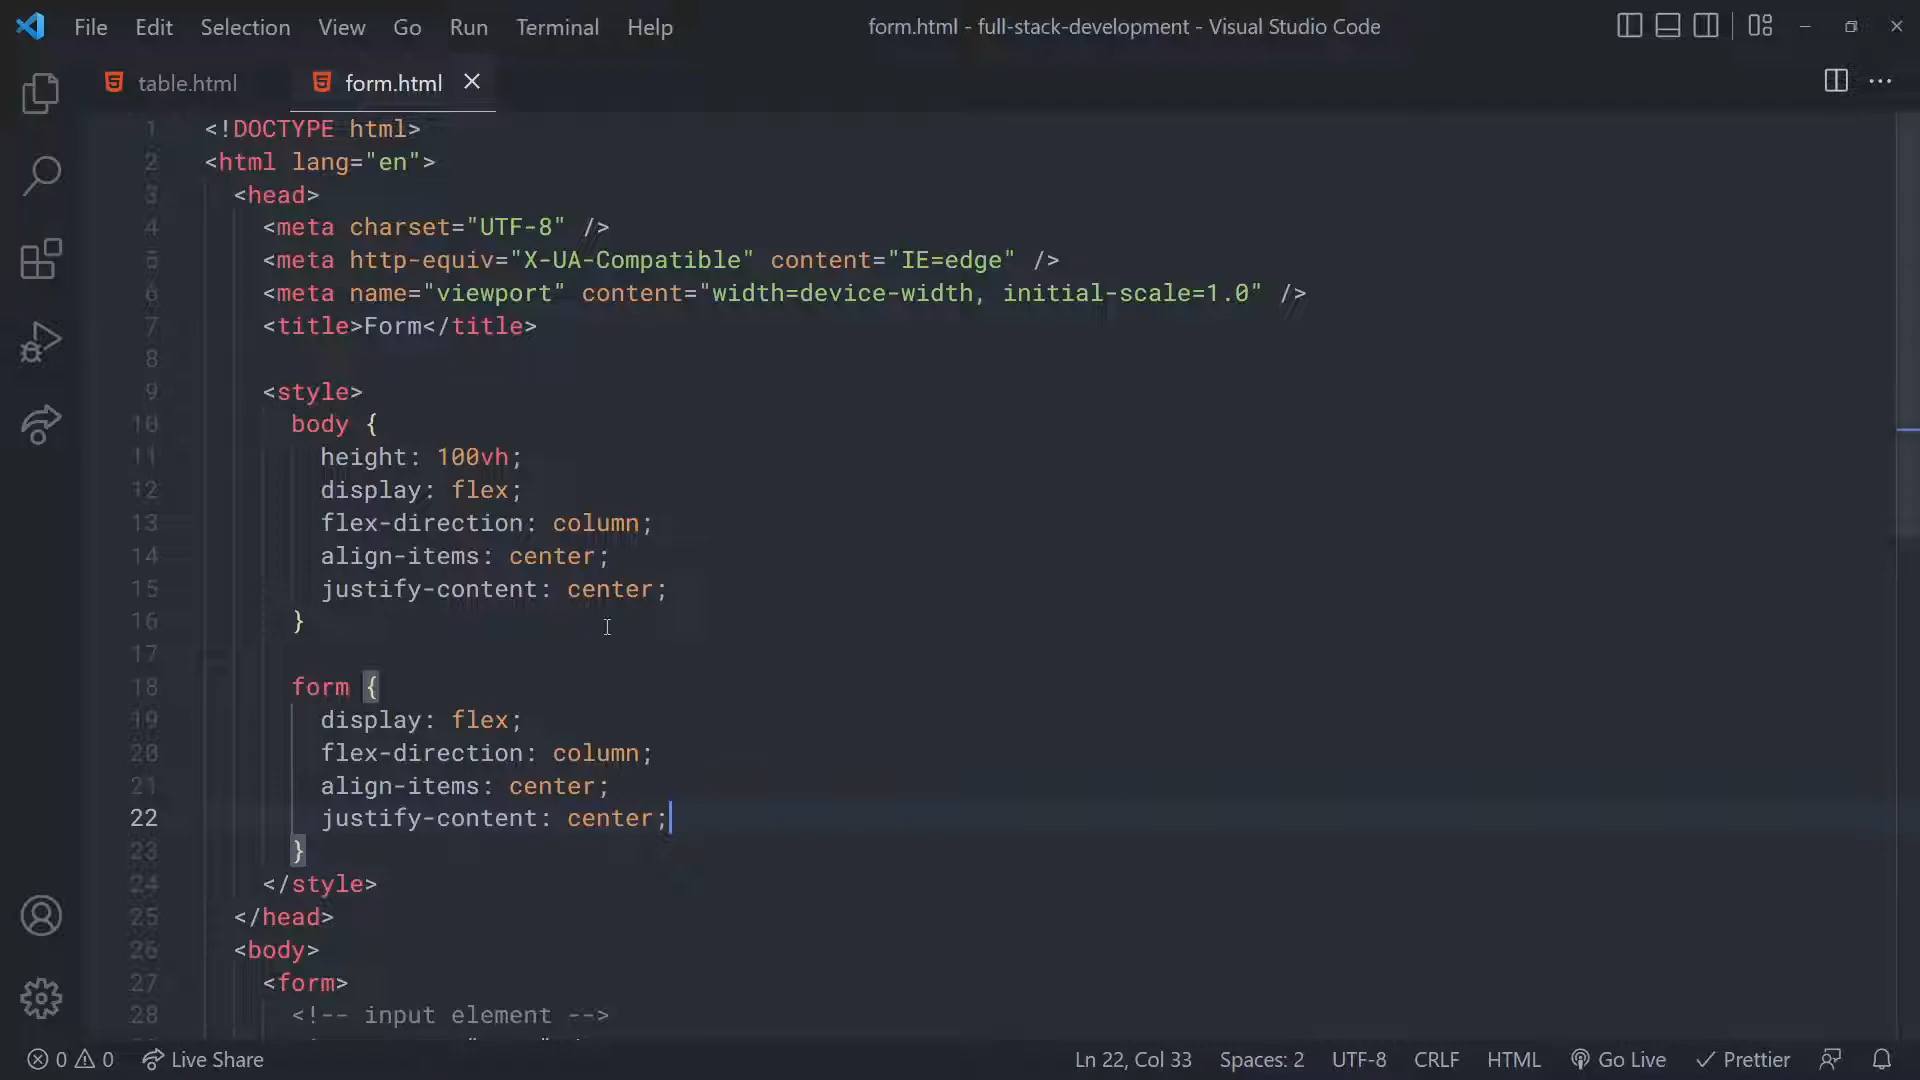 File Edit Selection View Go Run Terminal Help form.html - full-stack-development - Visual Studio Code
table.html form.html
1 <!DOCTYPE html>
2 <html lang="en">
3 <head>
4 <meta charset="UTF-8" />
5 <meta http-equiv="X-UA-Compatible" content="IE=edge" />
6 <meta name="viewport" content="width=device-width, initial-scale=1.0" />
7 <title>Form</title>
8
9 <style>
10 body {
11 height: 100vh;
12 display: flex;
13 flex-direction: column;
14 align-items: center;
15 justify-content: center;
16 }
17
18 form {
19 display: flex;
20 flex-direction: column;
21 align-items: center;
22 justify-content: center;
23 }
24 </style>
25 </head>
26 <body>
27 <form>
28 <!-- input element -->
0 0 Live Share Ln 22, Col 33 Spaces: 2 UTF-8 CRLF HTML Go Live Prettier